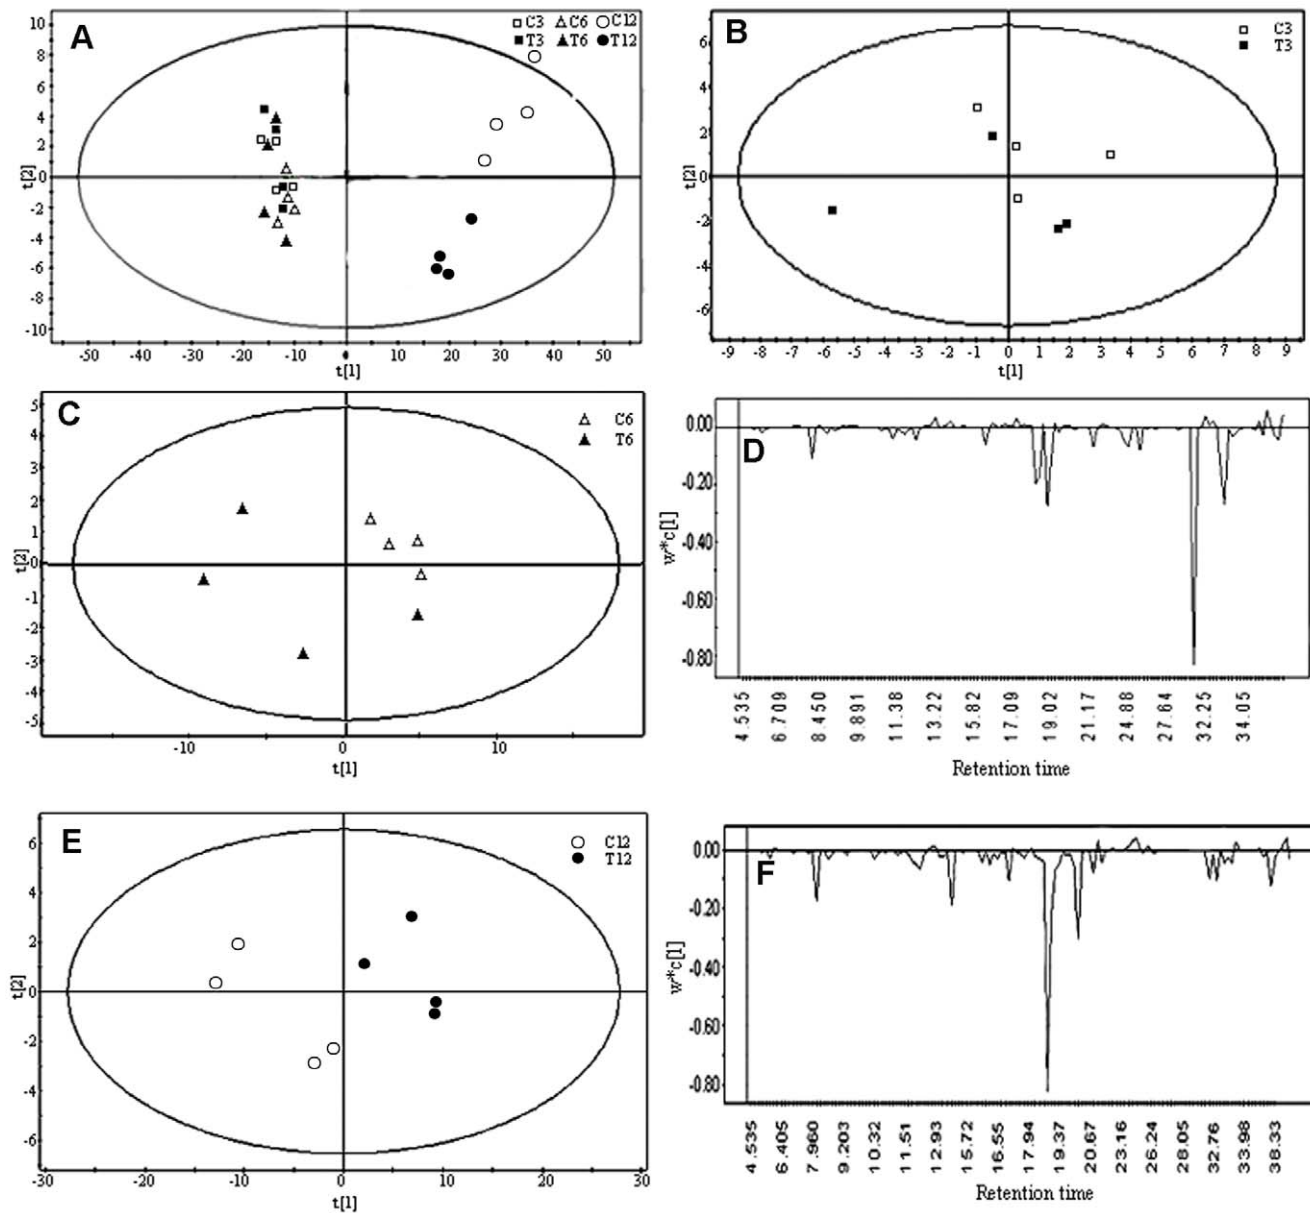 A
C3 C6 C12
T3 T6 T12
10
8
6
4
2
0
-2
-4
-6
-8
-10
t[2]
-50 -40 -30 -20 -10 0 10 20 30 40 50
t[1]
B
C3
T3
6
4
2
0
-2
-4
-6
t[2]
-9 -8 -7 -6 -5 -4 -3 -2 -1 0 1 2 3 4 5 6 7 8 9
t[1]
C
C6
T6
5
4
3
2
1
0
-1
-2
-3
-4
-5
t[2]
-10 0 10
t[1]
D
0.00
-0.20
-0.40
-0.60
-0.80
w*c[1]
4.535 6.709 8.450 9.891 11.38 13.22 15.82 17.09 19.02 21.17 24.88 27.64 32.25 34.05
Retention time
E
C12
T12
6
4
2
0
-2
-4
-6
t[2]
-30 -20 -10 0 10 20 30
t[1]
F
0.00
-0.20
-0.40
-0.60
-0.80
w*c[1]
4.535 6.405 7.960 9.203 10.32 11.51 12.93 15.72 16.55 17.94 19.37 20.67 23.16 26.24 28.05 32.76 33.98 38.33
Retention time